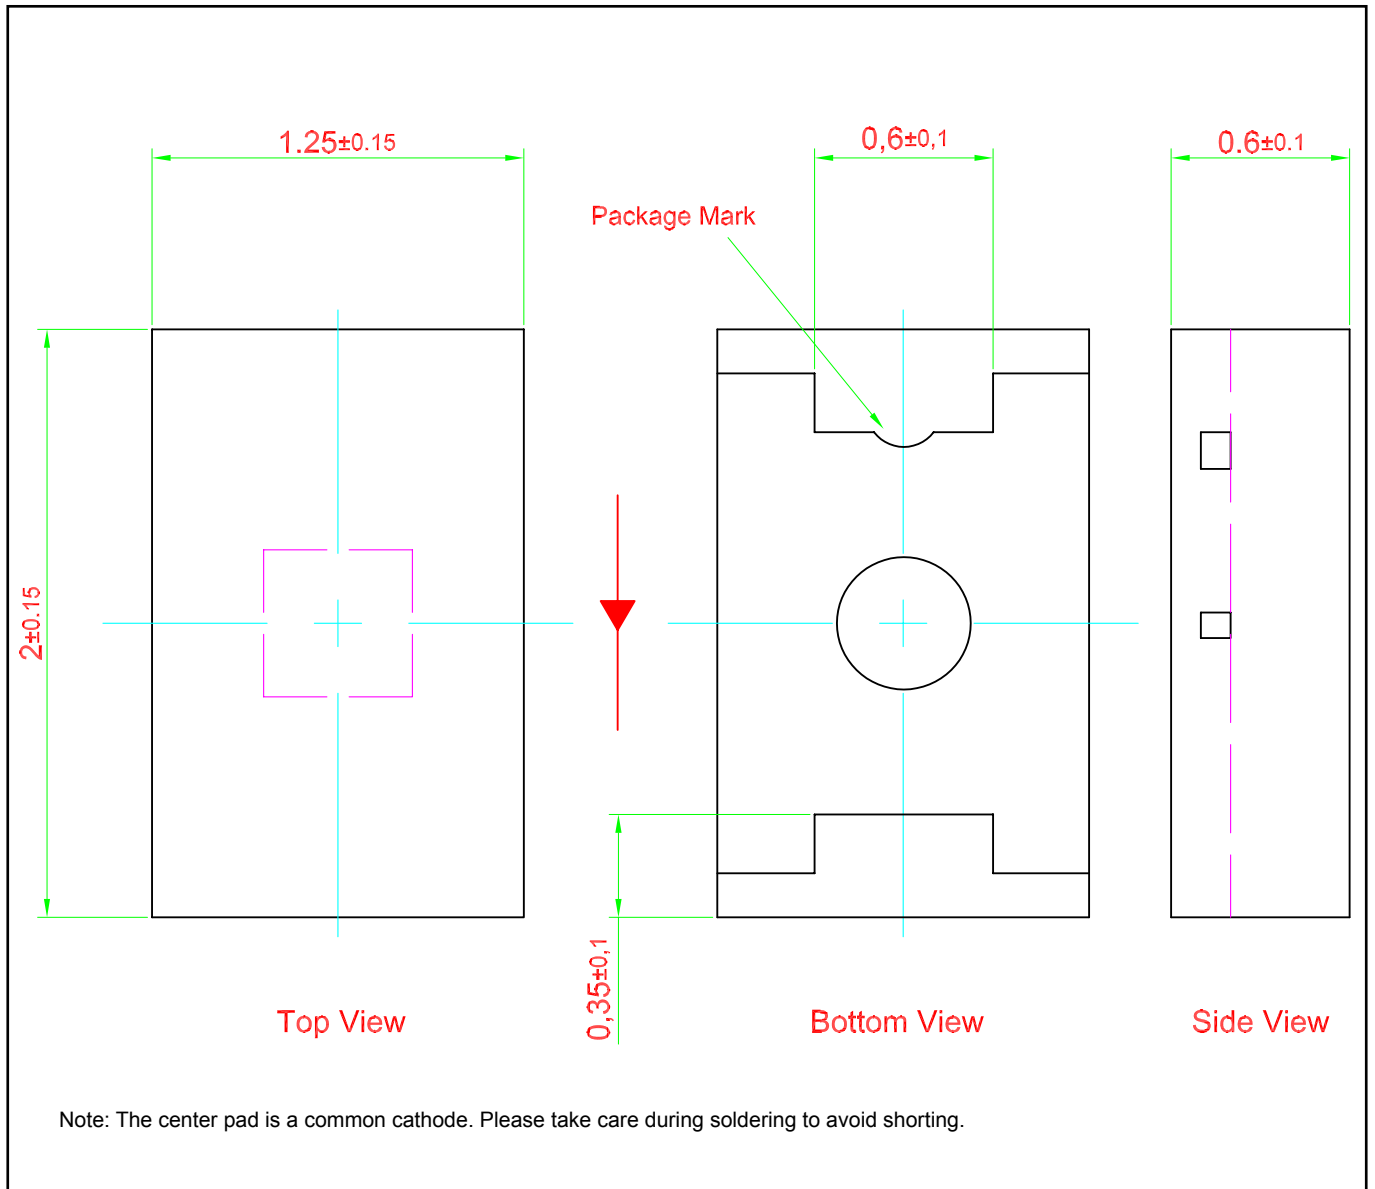 1.25±0.15
0,6±0,1
0.6±0.1
Package Mark
2±0.15
0,35±0,1
Top View
Bottom View
Side View
Note: The center pad is a common cathode. Please take care during soldering to avoid shorting.